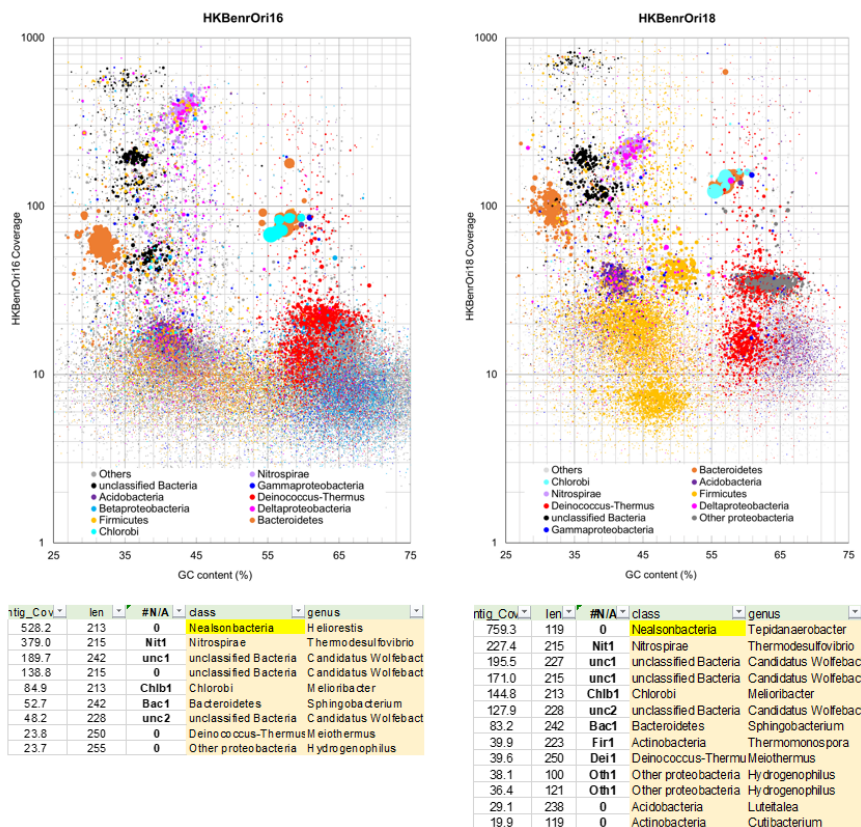 HKBenrOri16
HKBenrOri16 Coverage
1000
100
10
1
25 35 45 55 65 75
GC content (%)
Others
unclassified Bacteria
Acidobacteria
Betaproteobacteria
Firmicutes
Chlorobi
Nitrospirae
Gammaproteobacteria
Deinococcus-Thermus
Deltaproteobacteria
Bacteroidetes
HKBenrOri18
HKBenrOri18 Coverage
1000
100
10
1
25 35 45 55 65 75
GC content (%)
Others
Chlorobi
Nitrospirae
Deinococcus-Thermus
unclassified Bacteria
Gammaproteobacteria
Bacteroidetes
Acidobacteria
Firmicutes
Deltaproteobacteria
Other proteobacteria
ntig_Cov len #N/A class genus
528.2 213 0 Nealsonbacteria Heliorestis
379.0 215 Nit1 Nitrospirae Thermodesulfovibrio
189.7 242 unc1 unclassified Bacteria Candidatus Wolfebact
138.8 215 0 unclassified Bacteria Candidatus Wolfebact
84.9 213 Chlb1 Chlorobi Melioribacter
52.7 242 Bac1 Bacteroidetes Sphingobacterium
48.2 228 unc2 unclassified Bacteria Candidatus Wolfebact
23.8 250 0 Deinococcus-Thermus Meiothermus
23.7 255 0 Other proteobacteria Hydrogenophilus
ntig_Cov len #N/A class genus
759.3 119 0 Nealsonbacteria Tepidanaerobacter
227.4 215 Nit1 Nitrospirae Thermodesulfovibrio
195.5 227 unc1 unclassified Bacteria Candidatus Wolfebact
171.0 215 unc1 unclassified Bacteria Candidatus Wolfebact
144.8 213 Chlb1 Chlorobi Melioribacter
127.9 228 unc2 unclassified Bacteria Candidatus Wolfebact
83.2 242 Bac1 Bacteroidetes Sphingobacterium
39.9 223 Fir1 Actinobacteria Thermomonospora
39.6 250 Dei1 Deinococcus-Thermu Meiothermus
38.1 100 Oth1 Other proteobacteria Hydrogenophilus
36.4 121 Oth1 Other proteobacteria Hydrogenophilus
29.1 238 0 Acidobacteria Luteitalea
19.9 119 0 Actinobacteria Cutibacterium